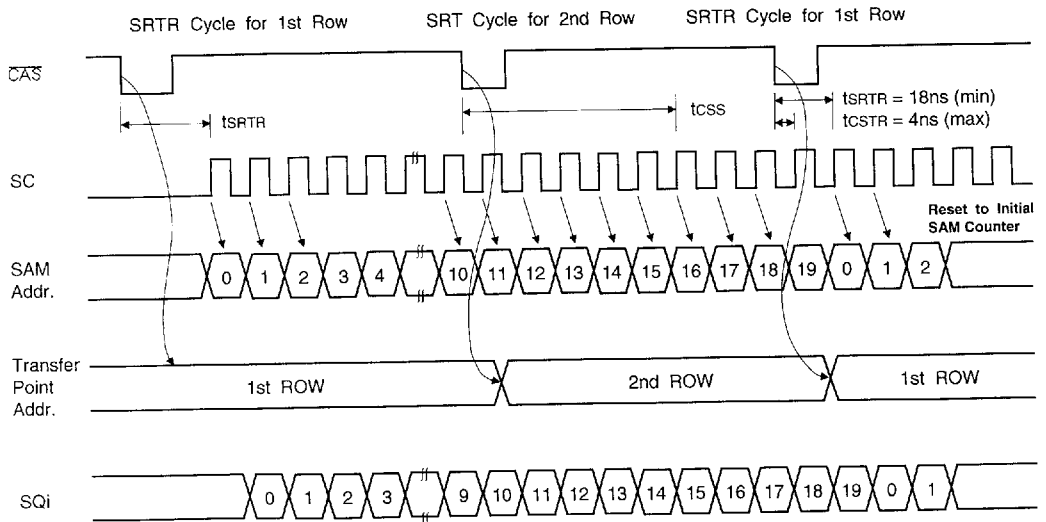 SRTR Cycle for 1st Row
SRT Cycle for 2nd Row
SRTR Cycle for 1st Row
CAS
tSRTR
tCSS
tSRTR = 18ns (min)
tCSTR = 4ns (max)
SC
Reset to Initial
SAM Counter
SAM
Addr.
0 1 2 3 4 10 11 12 13 14 15 16 17 18 19 0 1 2
Transfer
Point
Addr.
1st ROW
2nd ROW
1st ROW
SQi
0 1 2 3 9 10 11 12 13 14 15 16 17 18 19 0 1